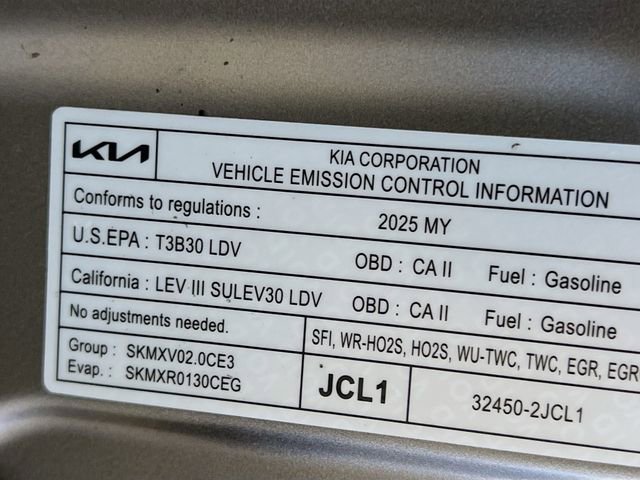 KIA
KIA CORPORATION
VEHICLE EMISSION CONTROL INFORMATION
Conforms to regulations : 2025 MY
U.S.EPA : T3B30 LDV OBD : CA II Fuel : Gasoline
California : LEV III SULEV30 LDV OBD : CA II Fuel : Gasoline
No adjustments needed.
SFI, WR-HO2S, HO2S, WU-TWC, TWC, EGR, EGR
Group : SKMXV02.0CE3
Evap. : SKMXR0130CEG
JCL1
32450-2JCL1